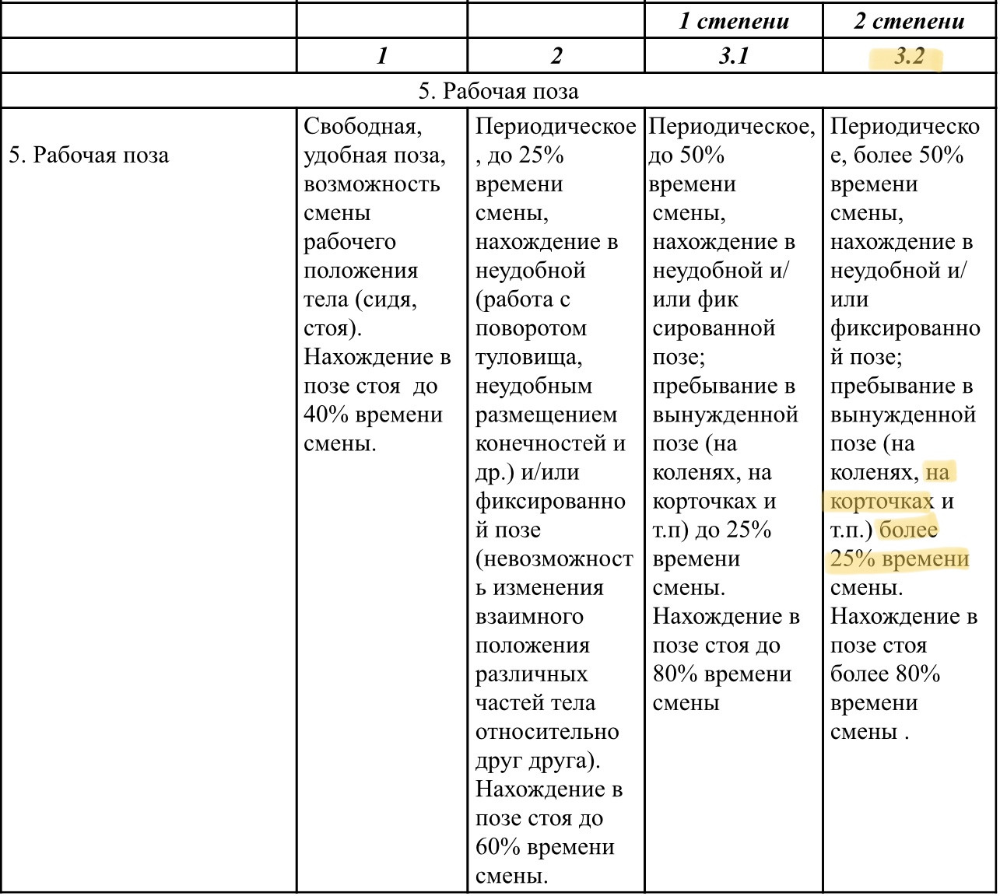 1 степени
2 степени
1
2
3.1
3.2
5. Рабочая поза
5. Рабочая поза
Свободная,
удобная поза,
возможность
смены
рабочего
положения
тела (сидя,
стоя).
Нахождение в
позе стоя до
40% времени
смены.
Периодическое
, до 25%
времени
смены,
нахождение в
неудобной
(работа с
поворотом
туловища,
неудобным
размещением
конечностей и
др.) и/или
фиксированно
й позе
(невозможност
ь изменения
взаимного
положения
различных
частей тела
относительно
друг друга).
Нахождение в
позе стоя до
60% времени
смены.
Периодическое,
до 50%
времени
смены,
нахождение в
неудобной и/
или фик
сированной
позе;
пребывание в
вынужденной
позе (на
коленях, на
корточках и
т.п) до 25%
времени
смены.
Нахождение в
позе стоя до
80% времени
смены
Периодическо
е, более 50%
времени
смены,
нахождение в
неудобной и/
или
фиксированно
й позе;
пребывание в
вынужденной
позе (на
коленях, на
корточках и
т.п.) более
25% времени
смены.
Нахождение в
позе стоя
более 80%
времени
смены .